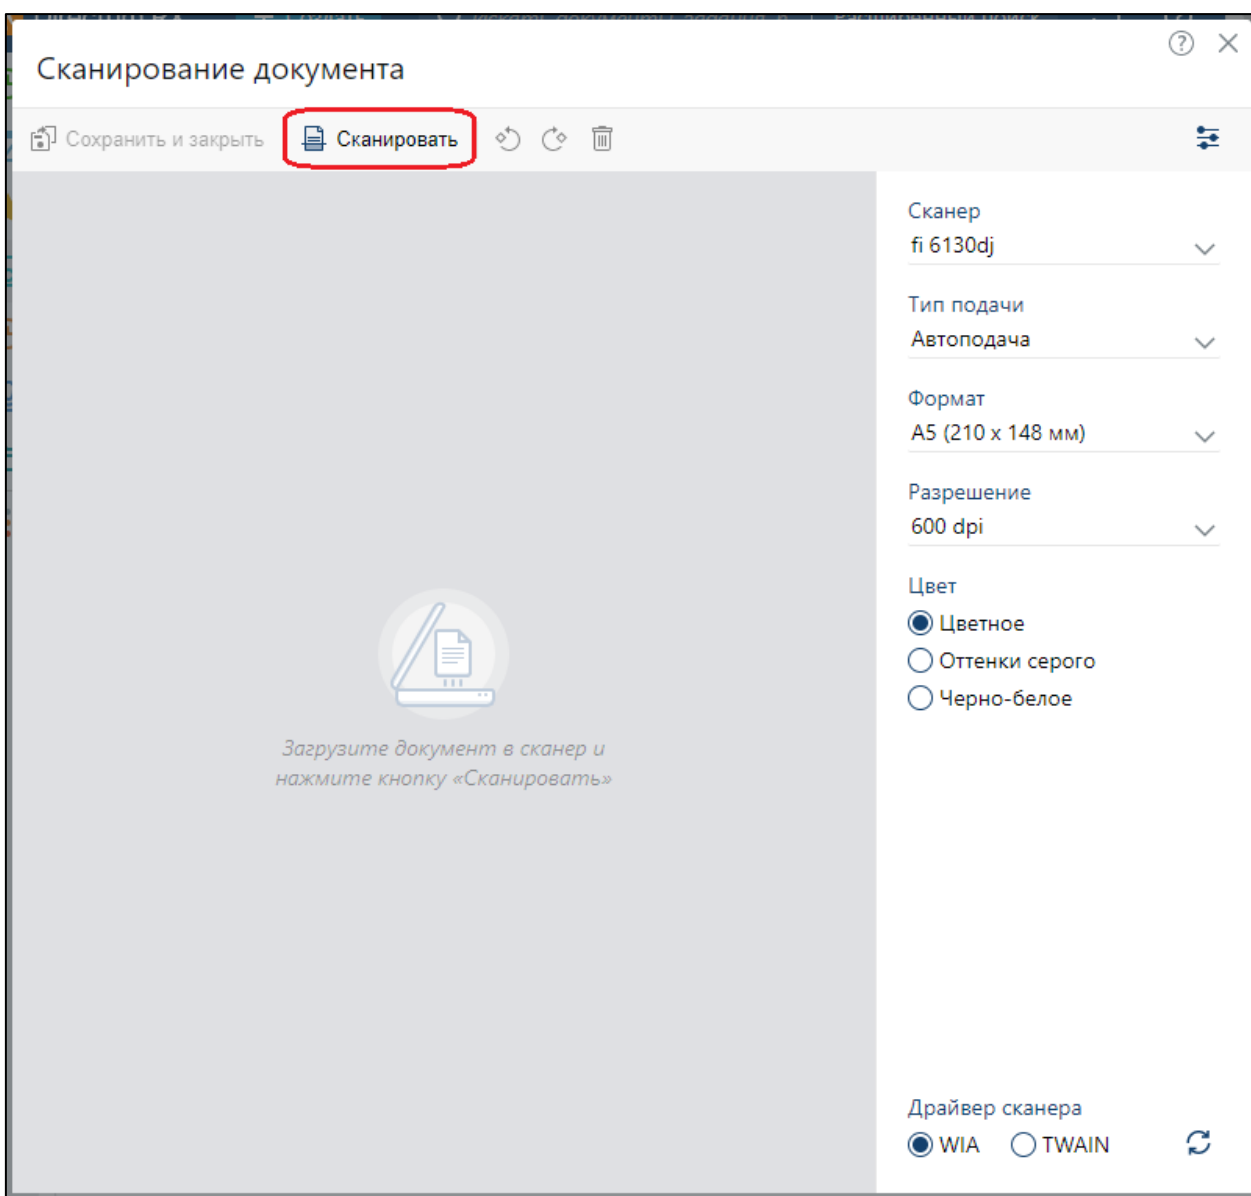 Сканирование документа
Сохранить и закрыть Сканировать
Сканер
fi 6130dj
Тип подачи
Автоподача
Формат
A5 (210 x 148 мм)
Разрешение
600 dpi
Цвет
Цветное
Оттенки серого
Черно-белое
Загрузите документ в сканер и
нажмите кнопку «Сканировать»
Драйвер сканера
WIA TWAIN